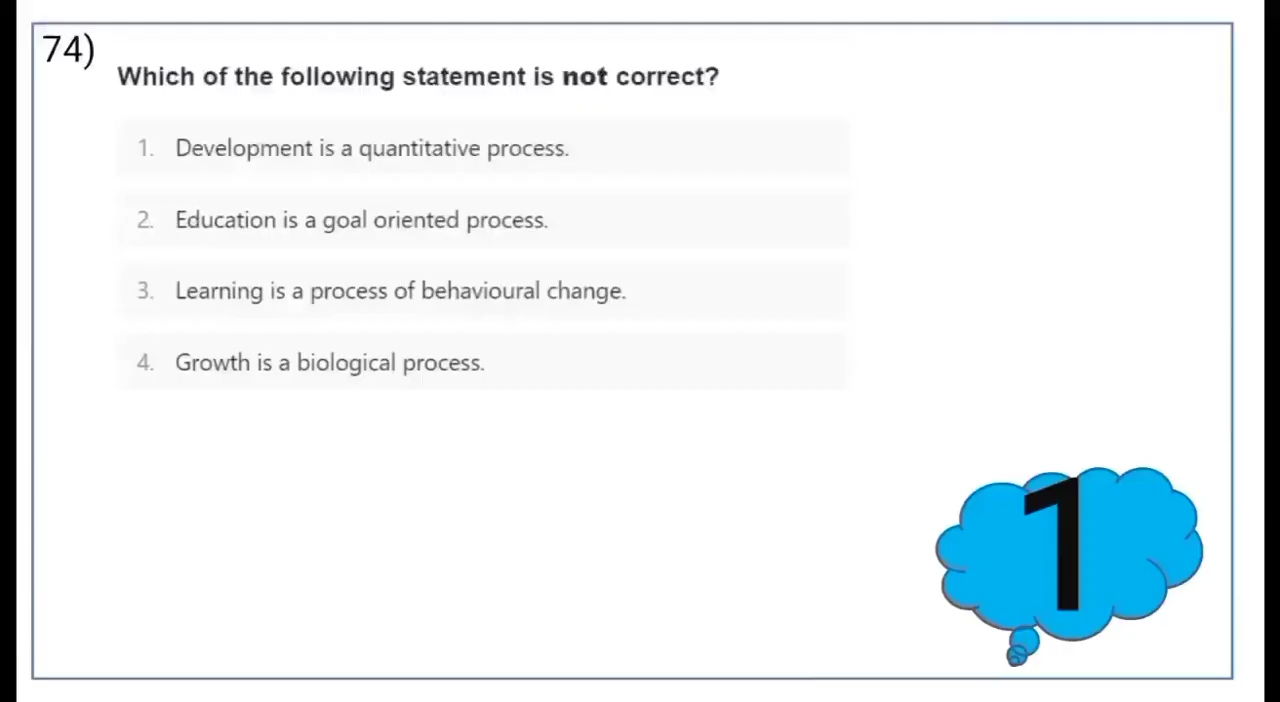 74)
Which of the following statement is not correct?
1. Development is a quantitative process.
2. Education is a goal oriented process.
3. Learning is a process of behavioural change.
4. Growth is a biological process.
1